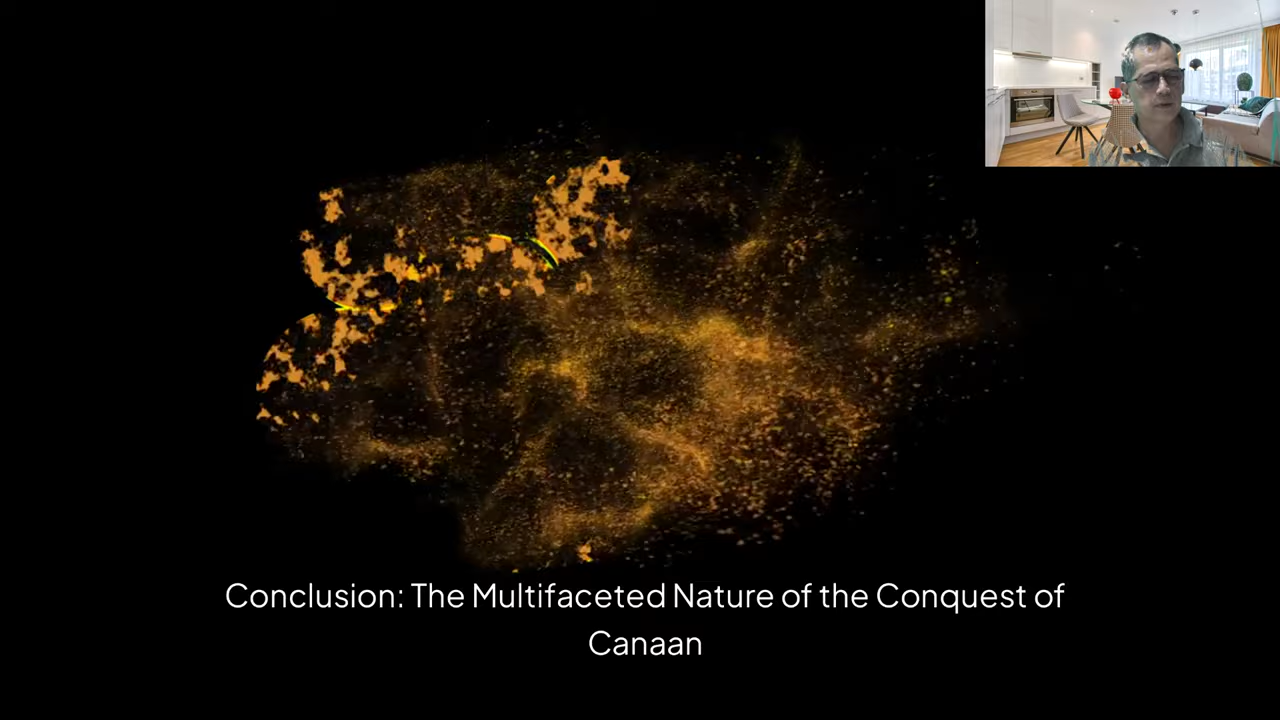 Conclusion: The Multifaceted Nature of the Conquest of
Canaan